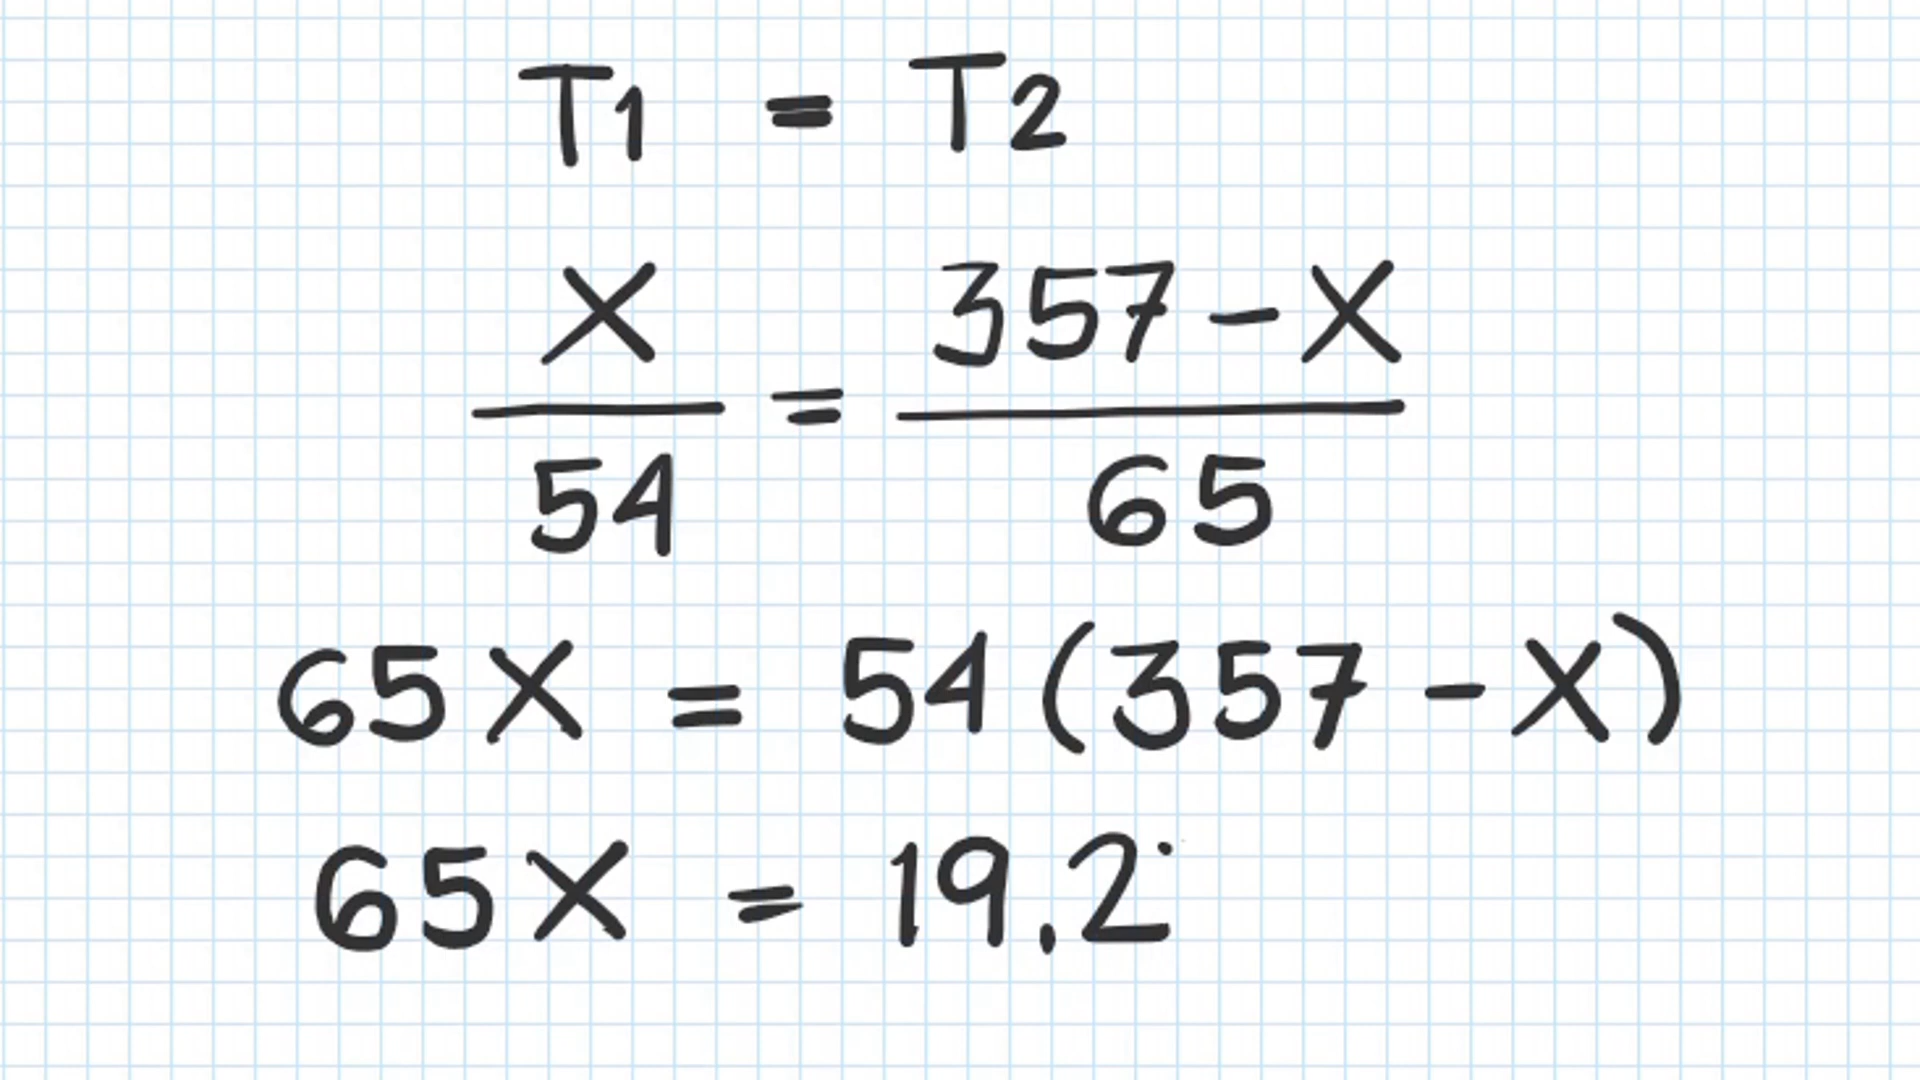 T1 = T2
X/54 = 357-X/65
65X = 54(357-X)
65X = 19.2